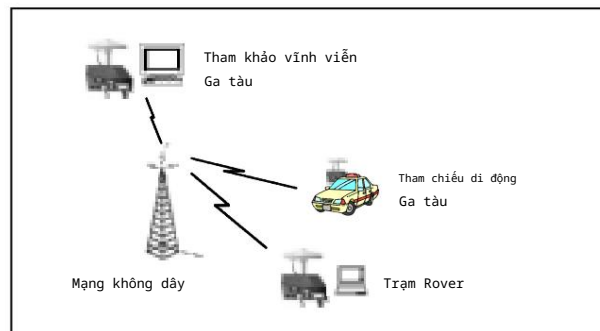 Tham khảo vĩnh viễn
Ga tàu
Tham chiếu di động
Ga tàu
Mạng không dây
Trạm Rover